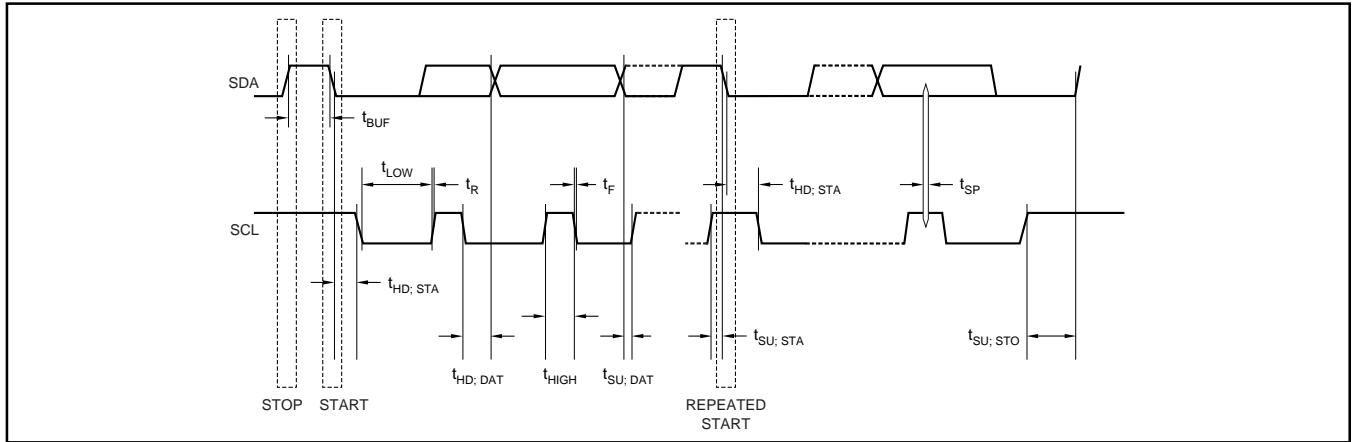 SDA
tBUF
tLOW
tR
tF
tHD; STA
tSP
SCL
tHD; STA
tSU; STA
tSU; STO
tHD; DAT
tHIGH
tSU; DAT
STOP
START
REPEATED
START